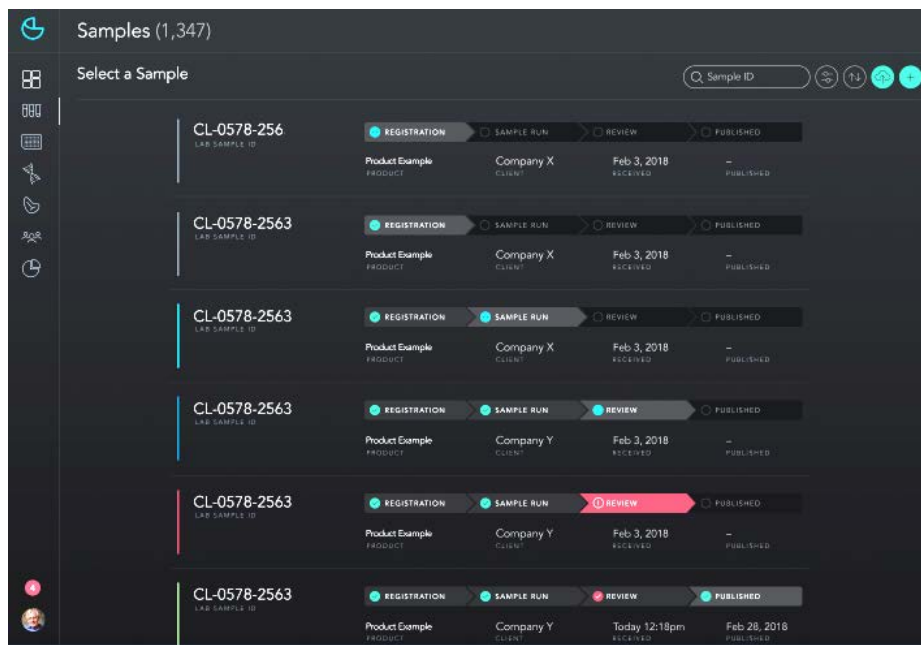 Samples (1,347)
Select a Sample
Sample ID
CL-0578-256
LAB SAMPLE ID
REGISTRATION SAMPLE RUN REVIEW PUBLISHED
Product Example Company X Feb 3, 2018 –
PRODUCT CLIENT RECEIVED PUBLISHED
CL-0578-2563
LAB SAMPLE ID
REGISTRATION SAMPLE RUN REVIEW PUBLISHED
Product Example Company X Feb 3, 2018 –
PRODUCT CLIENT RECEIVED PUBLISHED
CL-0578-2563
LAB SAMPLE ID
REGISTRATION SAMPLE RUN REVIEW PUBLISHED
Product Example Company X Feb 3, 2018 –
PRODUCT CLIENT RECEIVED PUBLISHED
CL-0578-2563
LAB SAMPLE ID
REGISTRATION SAMPLE RUN REVIEW PUBLISHED
Product Example Company Y Feb 3, 2018 –
PRODUCT CLIENT RECEIVED PUBLISHED
CL-0578-2563
LAB SAMPLE ID
REGISTRATION SAMPLE RUN REVIEW PUBLISHED
Product Example Company Y Feb 3, 2018 –
PRODUCT CLIENT RECEIVED PUBLISHED
4
CL-0578-2563
LAB SAMPLE ID
REGISTRATION SAMPLE RUN REVIEW PUBLISHED
Product Example Company Y Today 12:18pm Feb 28, 2018
PRODUCT CLIENT RECEIVED PUBLISHED